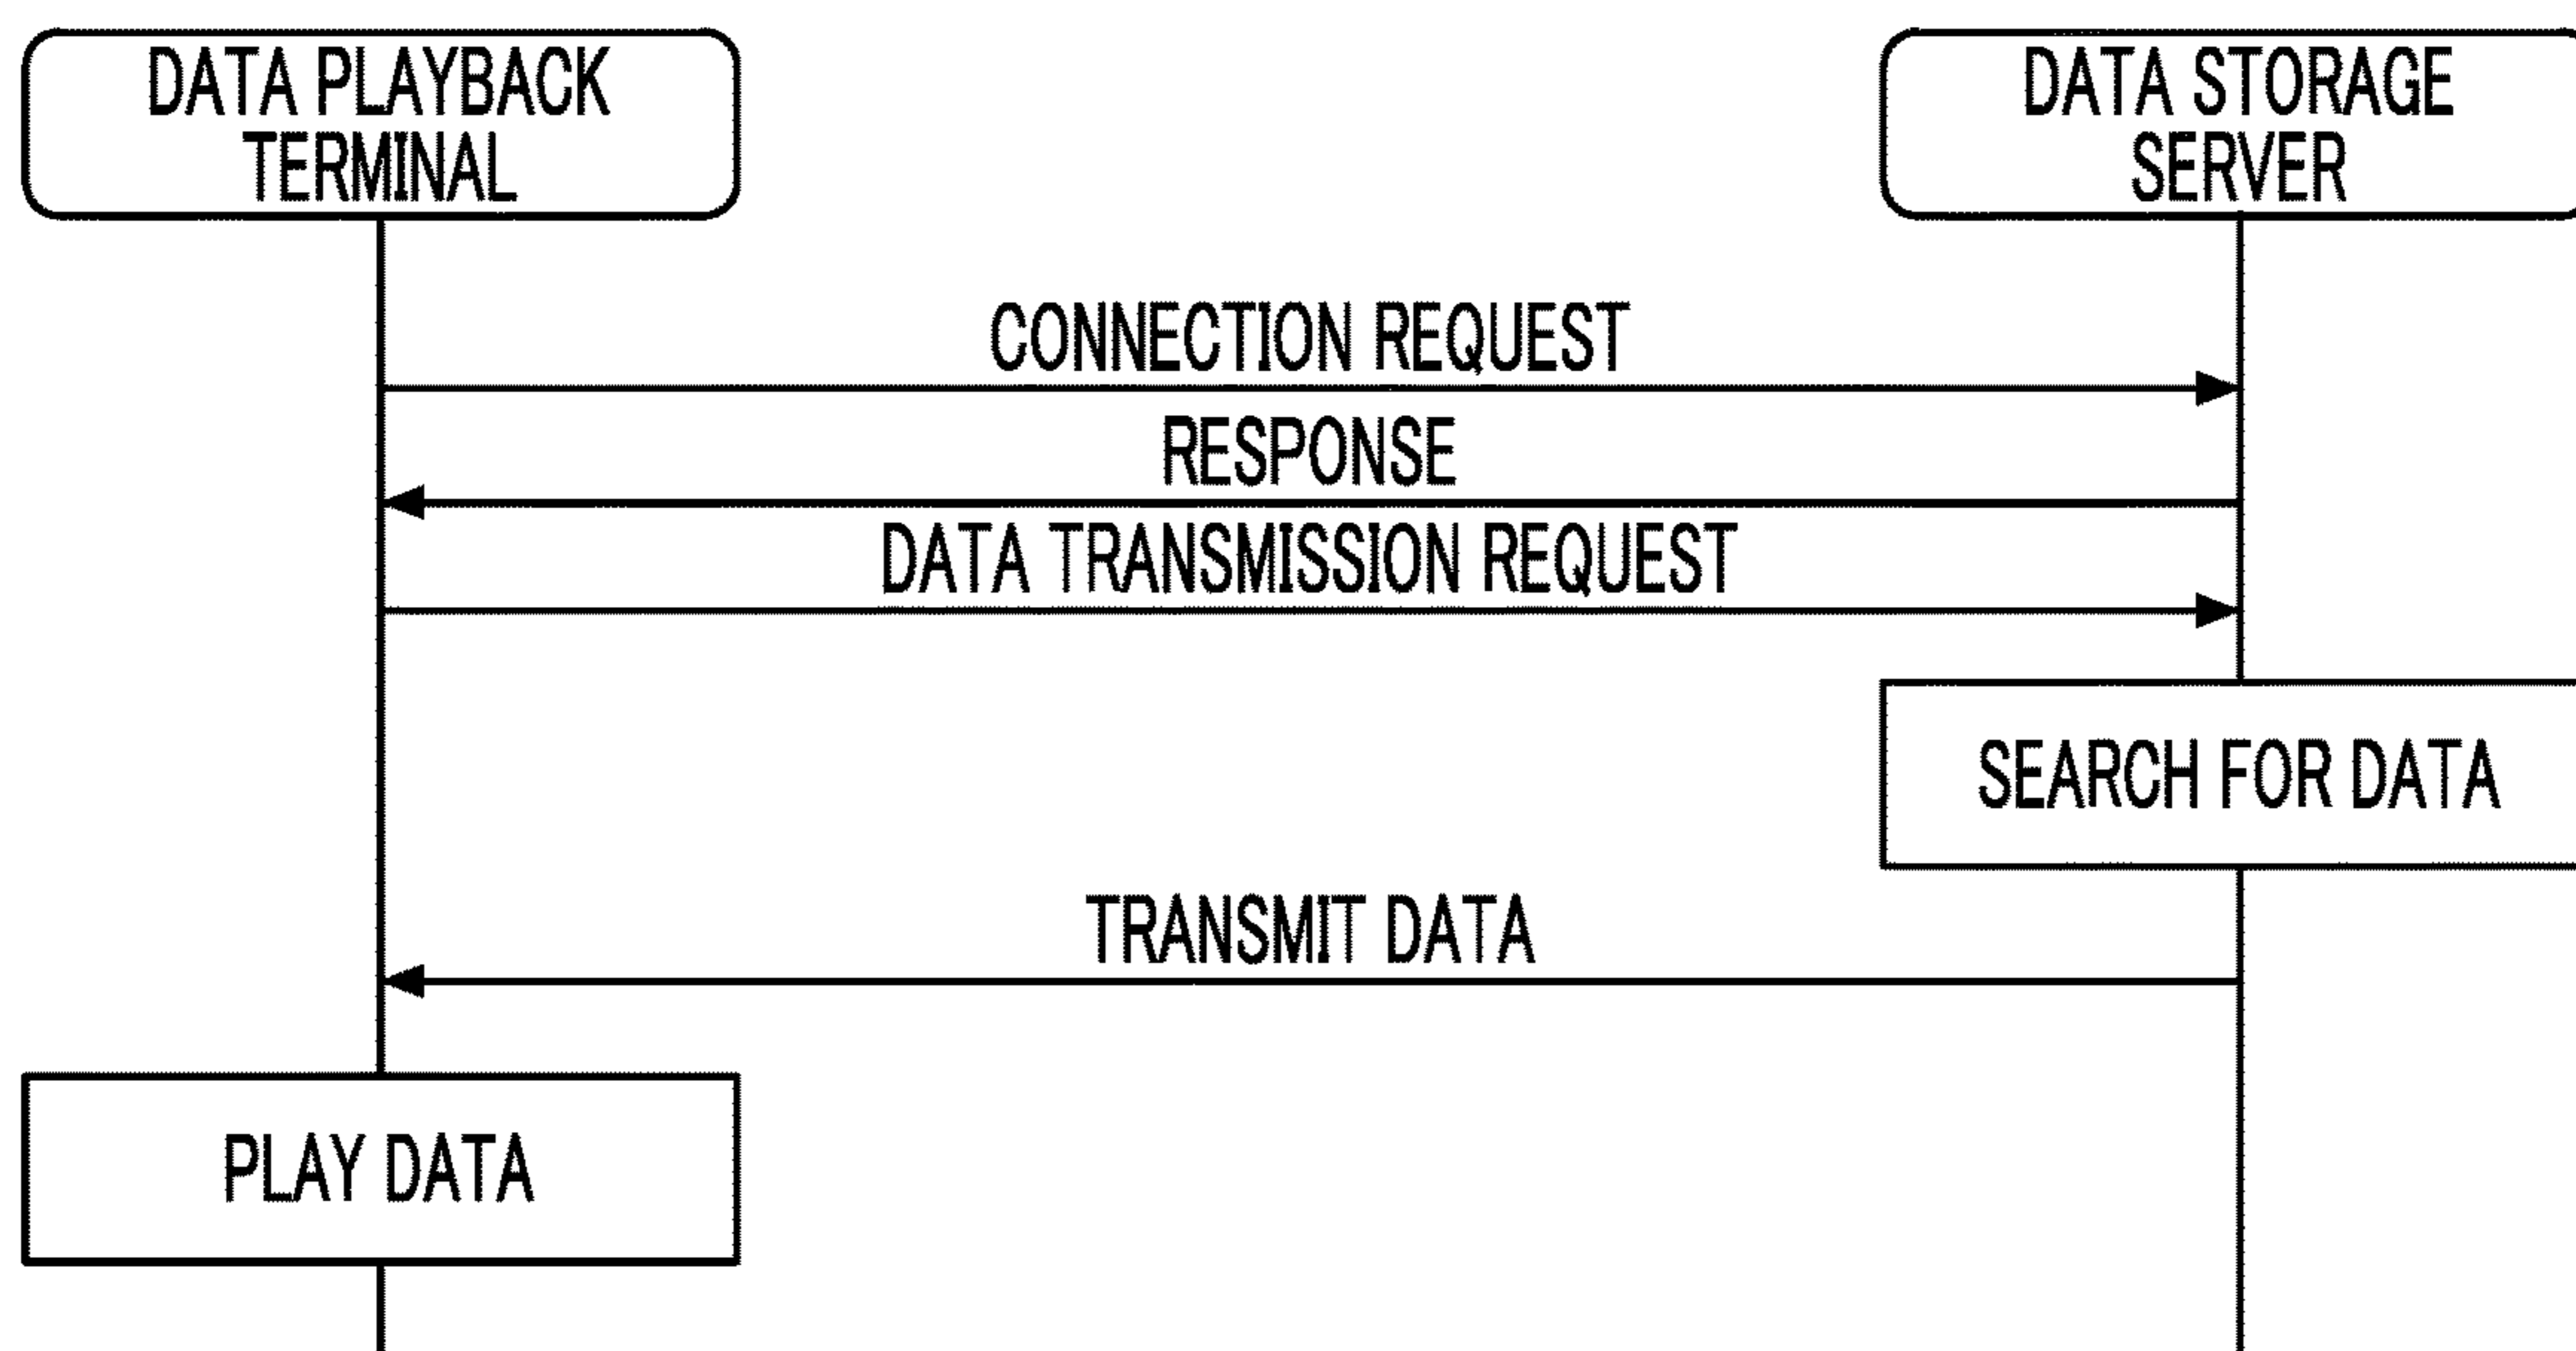 DATA PLAYBACK
TERMINAL
DATA STORAGE
SERVER
CONNECTION REQUEST
RESPONSE
DATA TRANSMISSION REQUEST
SEARCH FOR DATA
TRANSMIT DATA
PLAY DATA